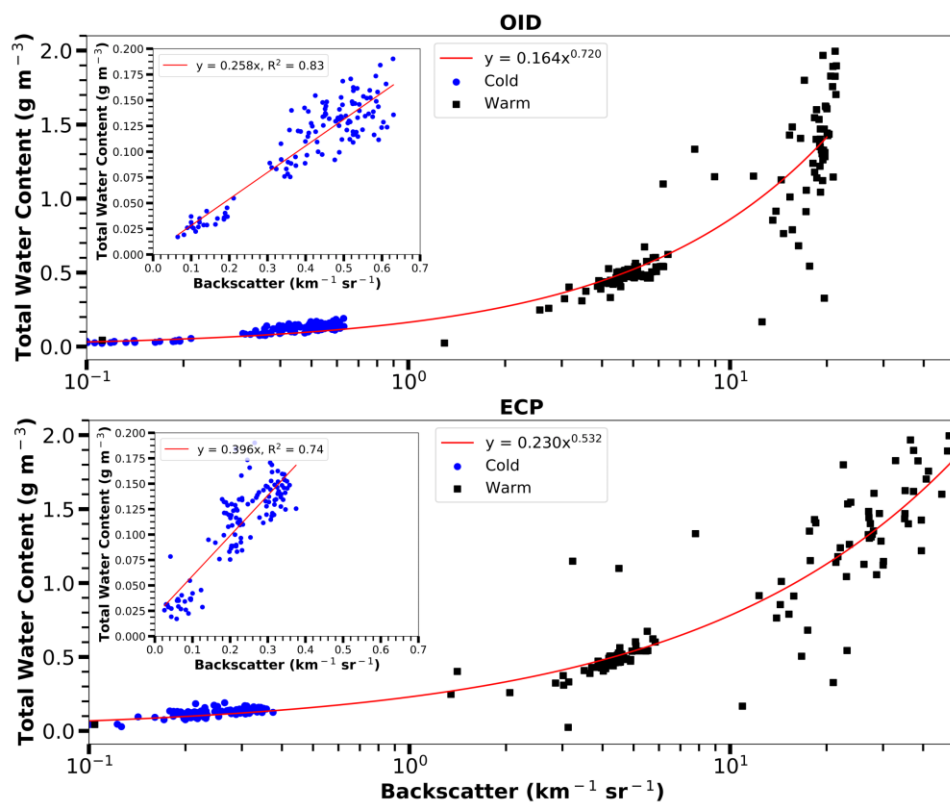 OID
Total Water Content (g m⁻³)
2.0
1.5
1.0
0.5
0.0
10⁻¹
10⁰
10¹
y = 0.164x⁰·⁷²⁰
Cold
Warm
Total Water Content (g m⁻³)
0.200
0.175
0.150
0.125
0.100
0.075
0.050
0.025
0.000
y = 0.258x, R² = 0.83
0.0 0.1 0.2 0.3 0.4 0.5 0.6 0.7
Backscatter (km⁻¹ sr⁻¹)
ECP
Total Water Content (g m⁻³)
2.0
1.5
1.0
0.5
0.0
10⁻¹
10⁰
10¹
y = 0.230x⁰·⁵³²
Cold
Warm
Total Water Content (g m⁻³)
0.200
0.175
0.150
0.125
0.100
0.075
0.050
0.025
0.000
y = 0.396x, R² = 0.74
0.0 0.1 0.2 0.3 0.4 0.5 0.6 0.7
Backscatter (km⁻¹ sr⁻¹)
Backscatter (km⁻¹ sr⁻¹)